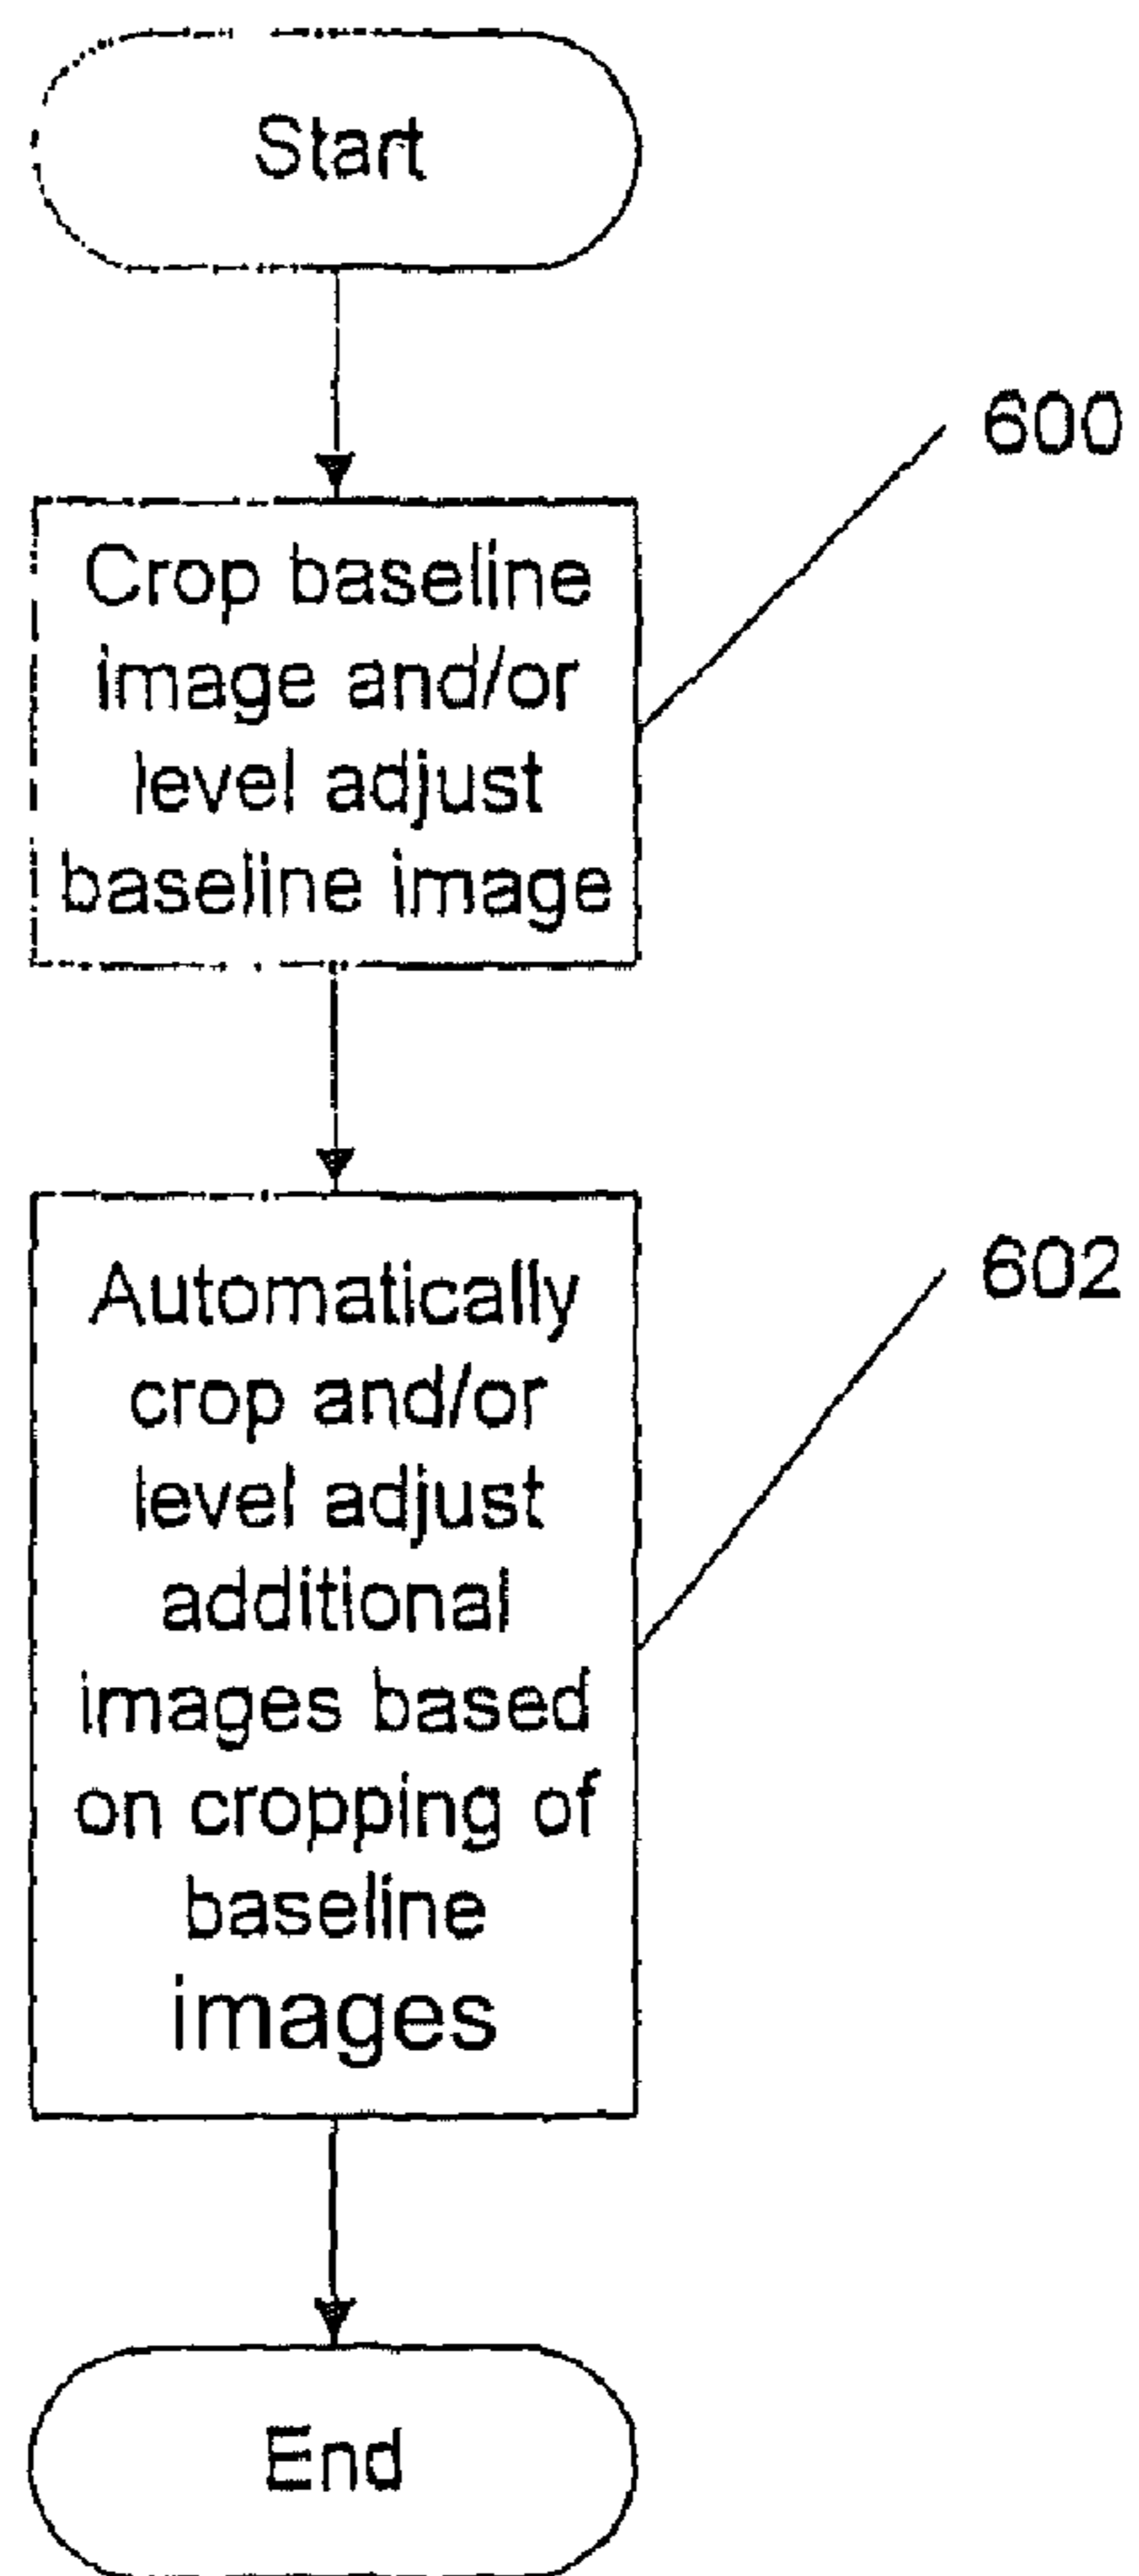 Start
600
Crop baseline
image and/or
level adjust
baseline image
602
Automatically
crop and/or
level adjust
additional
images based
on cropping of
baseline
images
End